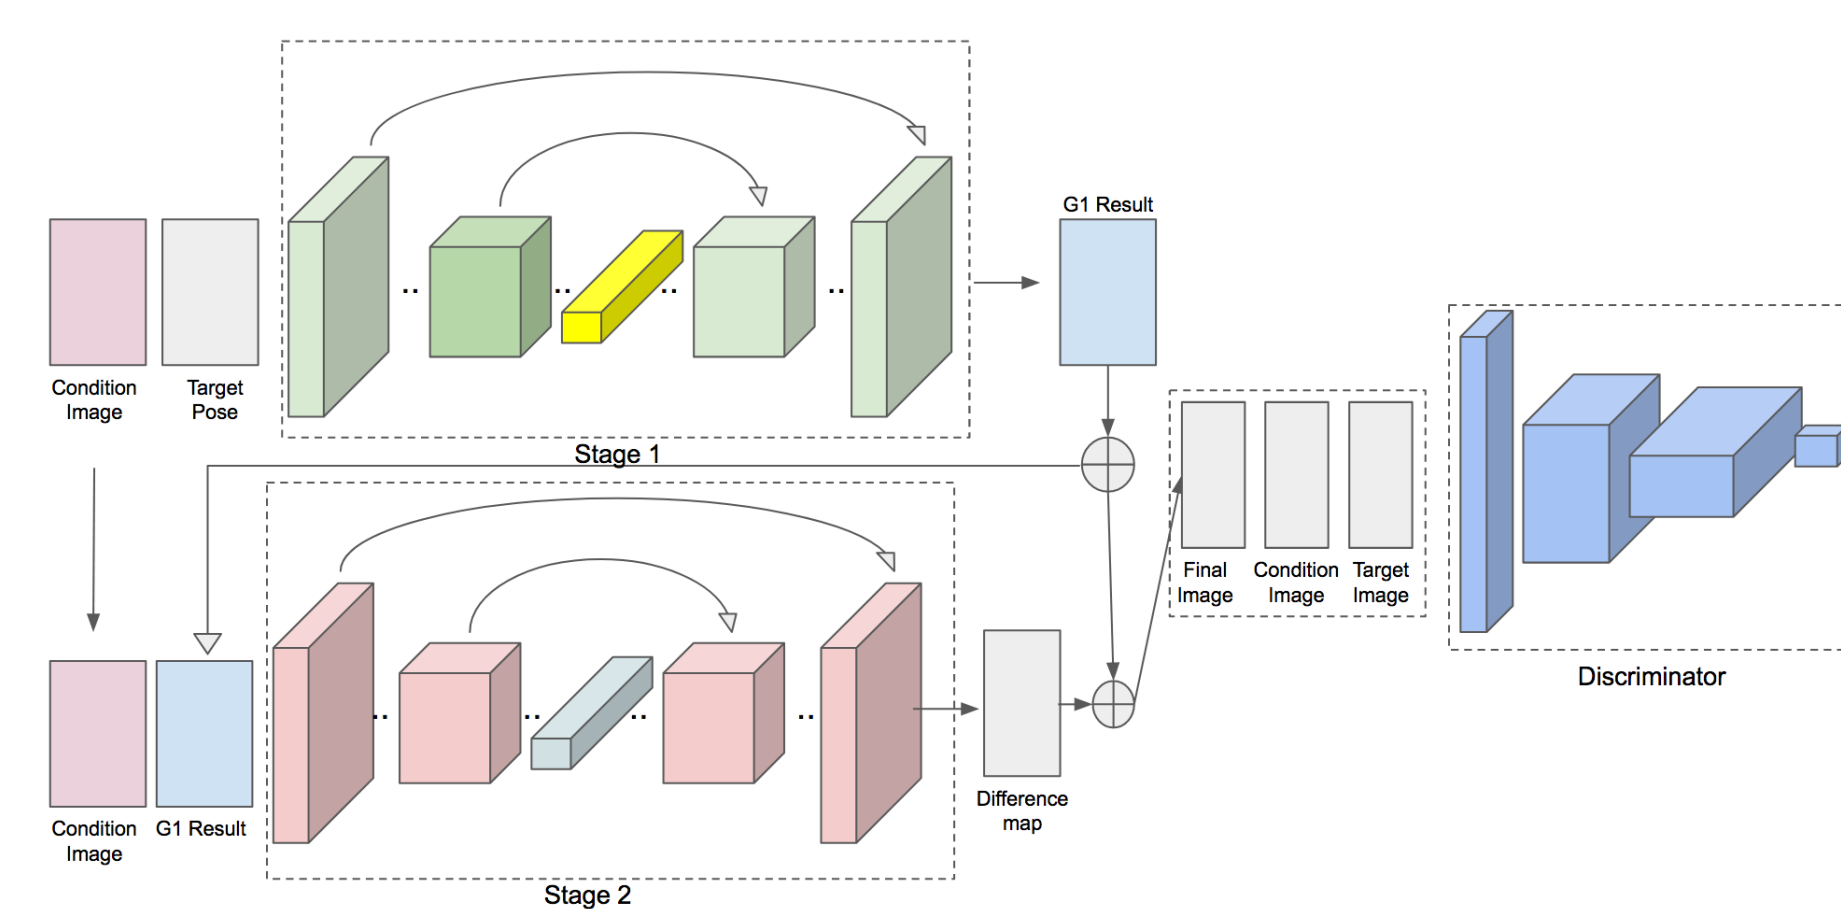 G1 Result
Condition
Image
Target
Pose
Stage 1
Final
Image
Condition
Image
Target
Image
Discriminator
Condition
Image
G1 Result
Difference
map
Stage 2